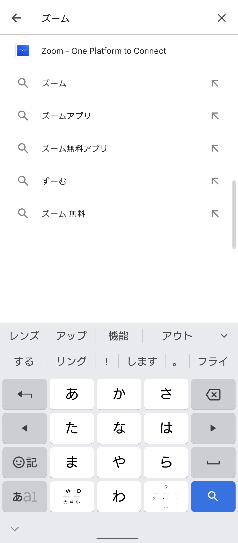 ズーム
Zoom - One Platform to Connect
ズーム
ズームアプリ
ズーム無料アプリ
ずーむ
ズーム 無料
レンズ アップ 機能 アウト
する リング ! します 。 フライ
あ か さ
た な は
記 ま や ら
あa1 わ